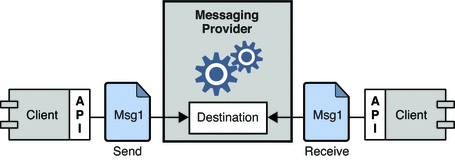 Messaging
Provider
Client
API
Msg1
Send
Destination
Msg1
Receive
API
Client